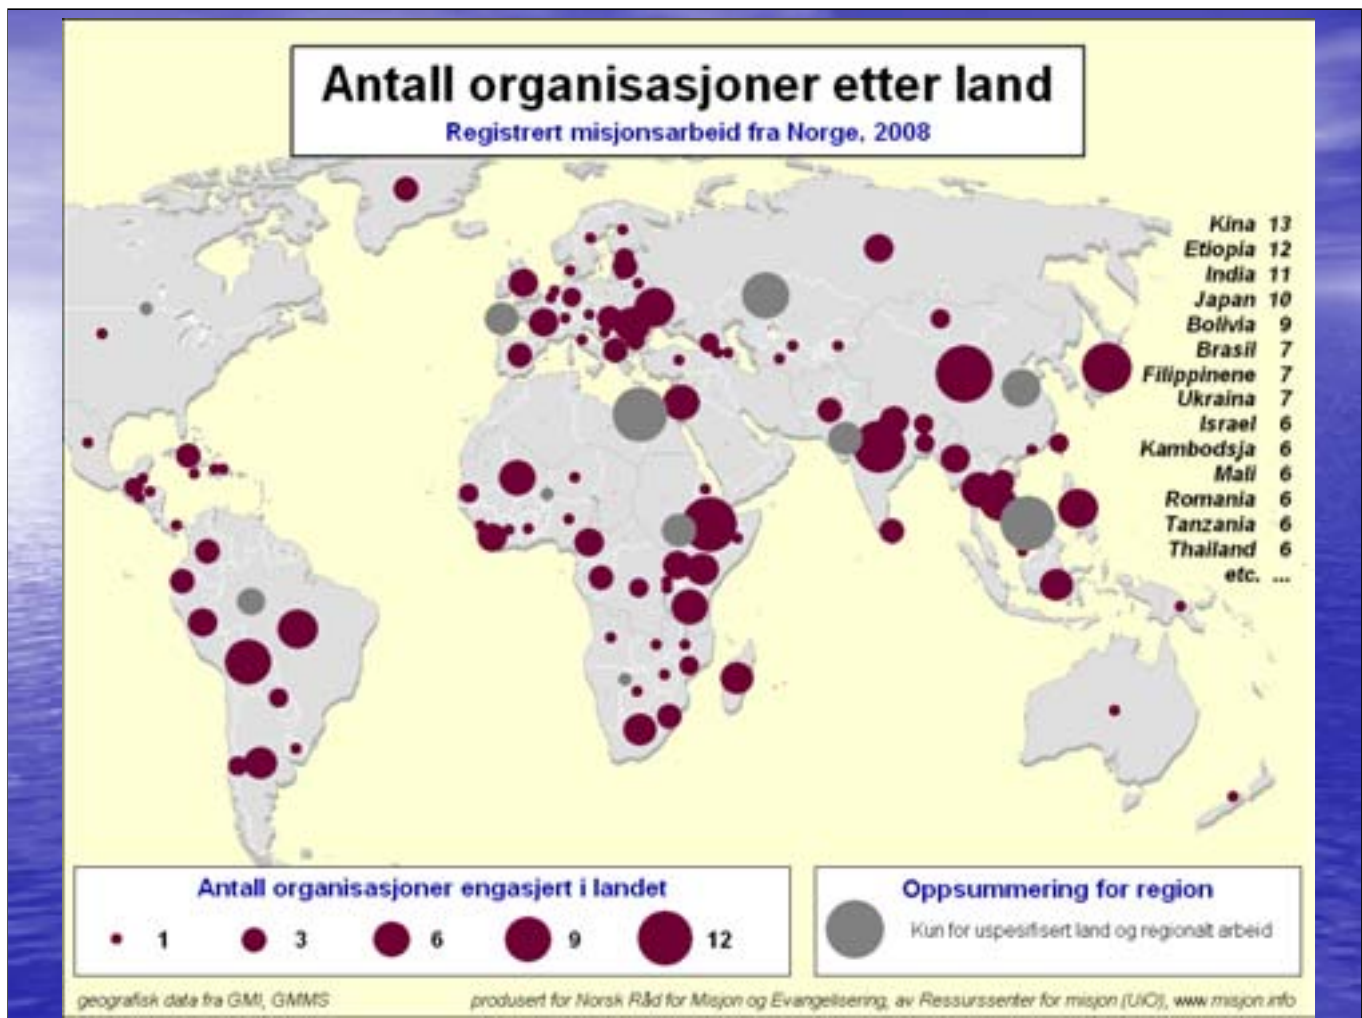 Antall organisasjoner etter land
Registrert misjonsarbeid fra Norge, 2008
Kina 13
Etiopia 12
India 11
Japan 10
Bolivia 9
Brasil 7
Filippinene 7
Ukraina 7
Israel 6
Kambodsja 6
Mali 6
Romania 6
Tanzania 6
Thailand 6
etc. ...
Antall organisasjoner engasjert i landet
1 3 6 9 12
Oppsummering for region
Kun for uspesifisert land og regionalt arbeid
geografisk data fra GMI, GMMS
produsert for Norsk Råd for Misjon og Evangelisering, av Ressurssenter for misjon (UiO), www.misjon.info